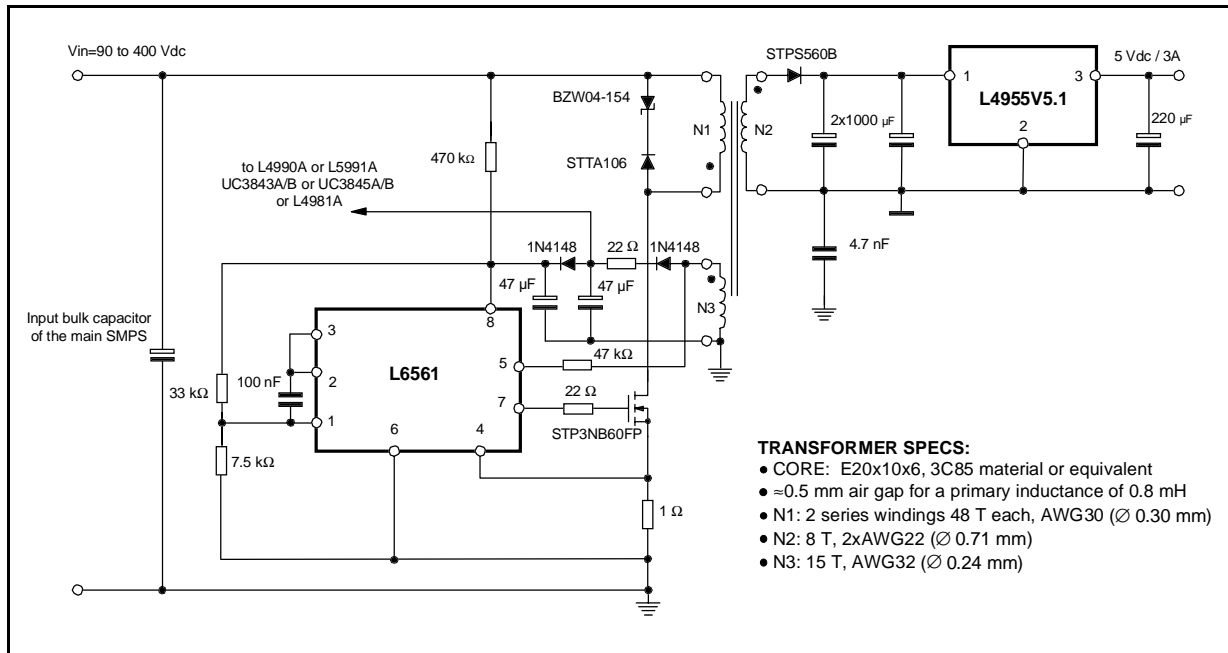 Vin=90 to 400 Vdc
STPS560B
5 Vdc / 3A
BZW04-154
1
3
L4955V5.1
N1
N2
2x1000 µF
2
220 µF
470 kΩ
STTA106
to L4990A or L5991A
UC3843A/B or UC3845A/B
or L4981A
4.7 nF
1N4148
22 Ω
1N4148
47 µF
47 µF
N3
Input bulk capacitor
of the main SMPS
8
3
5
47 kΩ
L6561
100 nF
2
33 kΩ
7
22 Ω
1
6
4
STP3NB60FP
7.5 kΩ
1 Ω
TRANSFORMER SPECS:
• CORE: E20x10x6, 3C85 material or equivalent
• ≈0.5 mm air gap for a primary inductance of 0.8 mH
• N1: 2 series windings 48 T each, AWG30 (∅ 0.30 mm)
• N2: 8 T, 2xAWG22 (∅ 0.71 mm)
• N3: 15 T, AWG32 (∅ 0.24 mm)